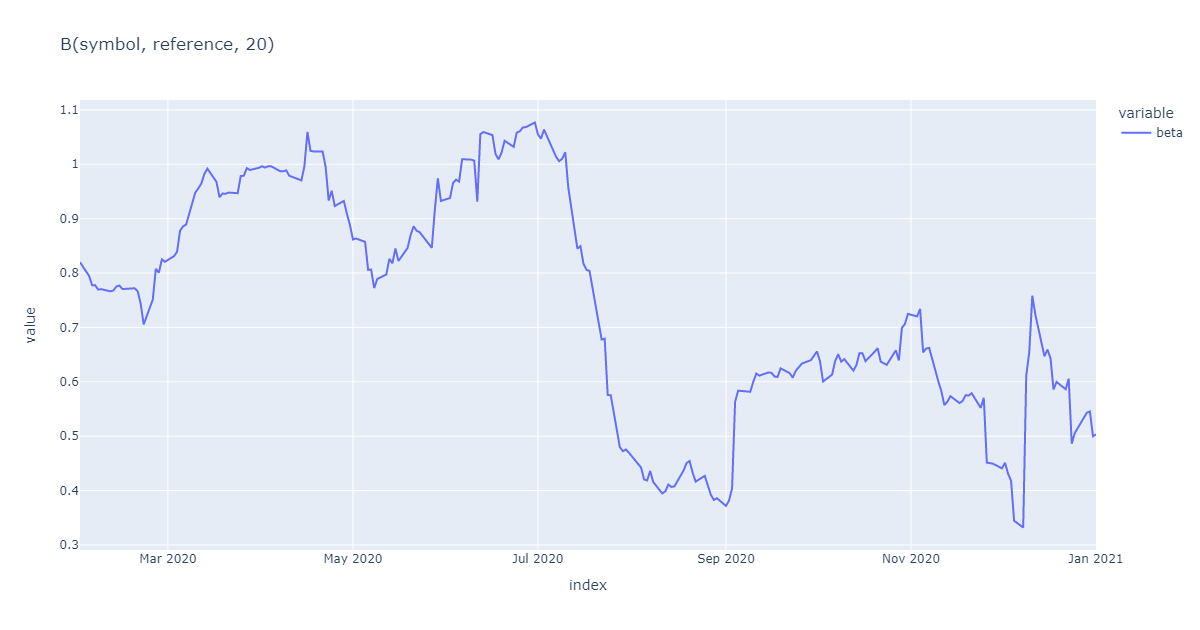 B(symbol, reference, 20)
variable
beta
value
1.1
1
0.9
0.8
0.7
0.6
0.5
0.4
0.3
Mar 2020
May 2020
Jul 2020
Sep 2020
Nov 2020
Jan 2021
index